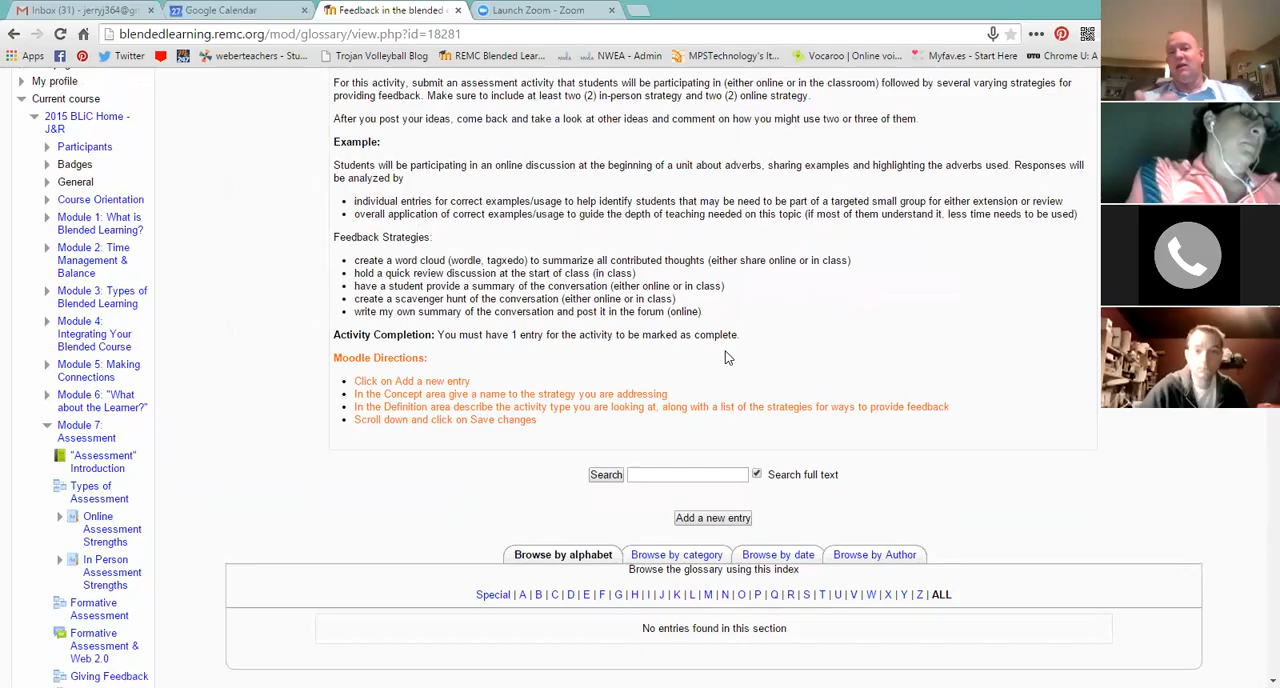 Inbox (31) - jerryj364@g
Google Calendar
Feedback in the blended
Launch Zoom - Zoom
blendedlearning.remc.org/mod/glossary/view.php?id=18281
Apps
Twitter
weberteachers - Stu...
Trojan Volleyball Blog
REMC Blended Lear...
NWEA - Admin
MPSTechnology's It...
Vocaroo | Online voi...
Myfav.es - Start Here
Chrome U: A
My profile
Current course
2015 BLiC Home -
J&R
Participants
Badges
General
Course Orientation
Module 1: What is
Blended Learning?
Module 2: Time
Management &
Balance
Module 3: Types of
Blended Learning
Module 4:
Integrating Your
Blended Course
Module 5: Making
Connections
Module 6: "What
about the Learner?"
Module 7:
Assessment
"Assessment"
Introduction
Types of
Assessment
Online
Assessment
Strengths
In Person
Assessment
Strengths
Formative
Assessment
Formative
Assessment &
Web 2.0
Giving Feedback
For this activity, submit an assessment activity that students will be participating in (either online or in the classroom) followed by several varying strategies for
providing feedback. Make sure to include at least two (2) in-person strategy and two (2) online strategy.
After you post your ideas, come back and take a look at other ideas and comment on how you might use two or three of them.
Example:
Students will be participating in an online discussion at the beginning of a unit about adverbs, sharing examples and highlighting the adverbs used. Responses will
be analyzed by
individual entries for correct examples/usage to help identify students that may be need to be part of a targeted small group for either extension or review
overall application of correct examples/usage to guide the depth of teaching needed on this topic (if most of them understand it, less time needs to be used)
Feedback Strategies:
create a word cloud (wordle, tagxedo) to summarize all contributed thoughts (either share online or in class)
hold a quick review discussion at the start of class (in class)
have a student provide a summary of the conversation (either online or in class)
create a scavenger hunt of the conversation (either online or in class)
write my own summary of the conversation and post it in the forum (online)
Activity Completion: You must have 1 entry for the activity to be marked as complete.
Moodle Directions:
Click on Add a new entry
In the Concept area give a name to the strategy you are addressing
In the Definition area describe the activity type you are looking at, along with a list of the strategies for ways to provide feedback
Scroll down and click on Save changes
Search
Search full text
Add a new entry
Browse by alphabet
Browse by category
Browse by date
Browse by Author
Browse the glossary using this index
Special | A | B | C | D | E | F | G | H | I | J | K | L | M | N | O | P | Q | R | S | T | U | V | W | X | Y | Z | ALL
No entries found in this section